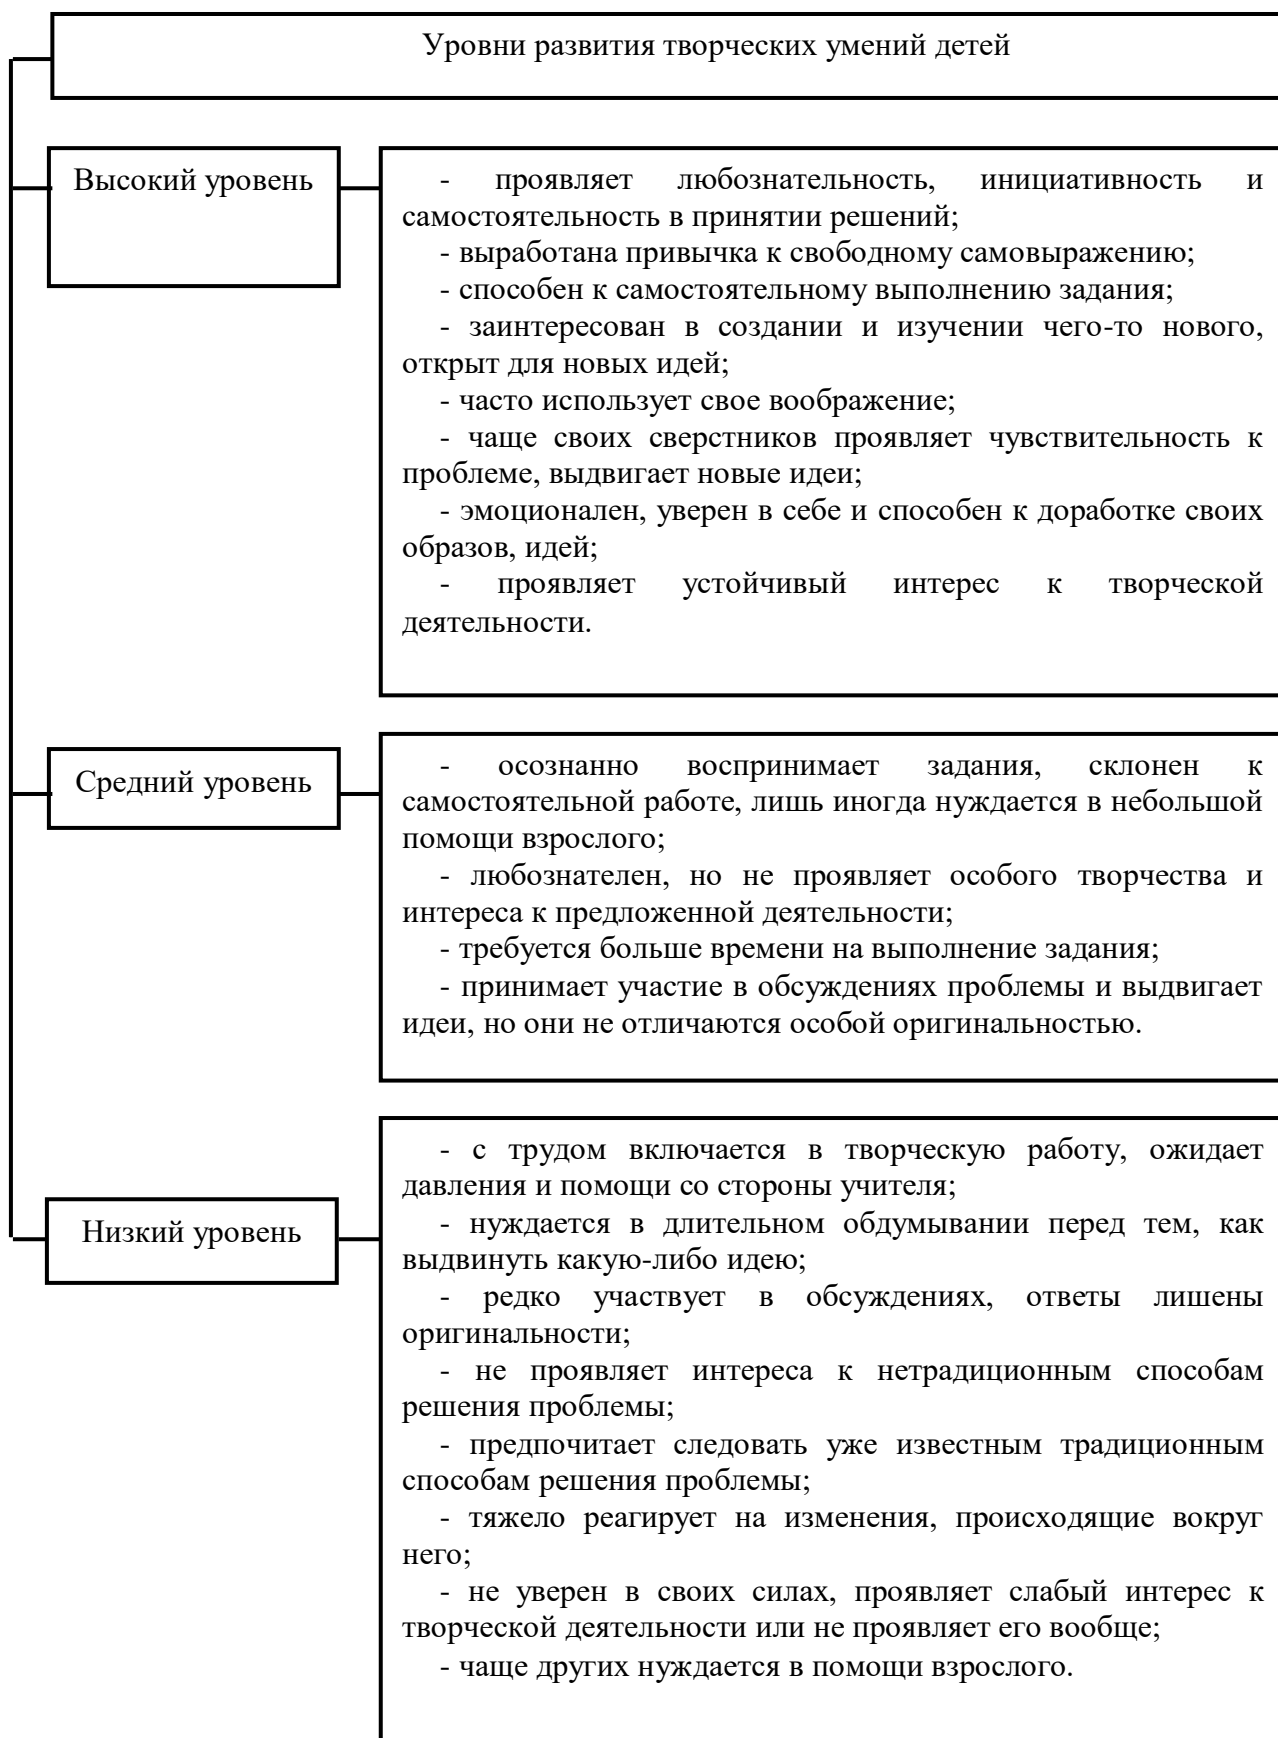 Уровни развития творческих умений детей
Высокий уровень
- проявляет любознательность, инициативность и
самостоятельность в принятии решений;
- выработана привычка к свободному самовыражению;
- способен к самостоятельному выполнению задания;
- заинтересован в создании и изучении чего-то нового,
открыт для новых идей;
- часто использует свое воображение;
- чаще своих сверстников проявляет чувствительность к
проблеме, выдвигает новые идеи;
- эмоционален, уверен в себе и способен к доработке своих
образов, идей;
- проявляет устойчивый интерес к творческой
деятельности.
Средний уровень
- осознанно воспринимает задания, склонен к
самостоятельной работе, лишь иногда нуждается в небольшой
помощи взрослого;
- любознателен, но не проявляет особого творчества и
интереса к предложенной деятельности;
- требуется больше времени на выполнение задания;
- принимает участие в обсуждениях проблемы и выдвигает
идеи, но они не отличаются особой оригинальностью.
Низкий уровень
- с трудом включается в творческую работу, ожидает
давления и помощи со стороны учителя;
- нуждается в длительном обдумывании перед тем, как
выдвинуть какую-либо идею;
- редко участвует в обсуждениях, ответы лишены
оригинальности;
- не проявляет интереса к нетрадиционным способам
решения проблемы;
- предпочитает следовать уже известным традиционным
способам решения проблемы;
- тяжело реагирует на изменения, происходящие вокруг
него;
- не уверен в своих силах, проявляет слабый интерес к
творческой деятельности или не проявляет его вообще;
- чаще других нуждается в помощи взрослого.